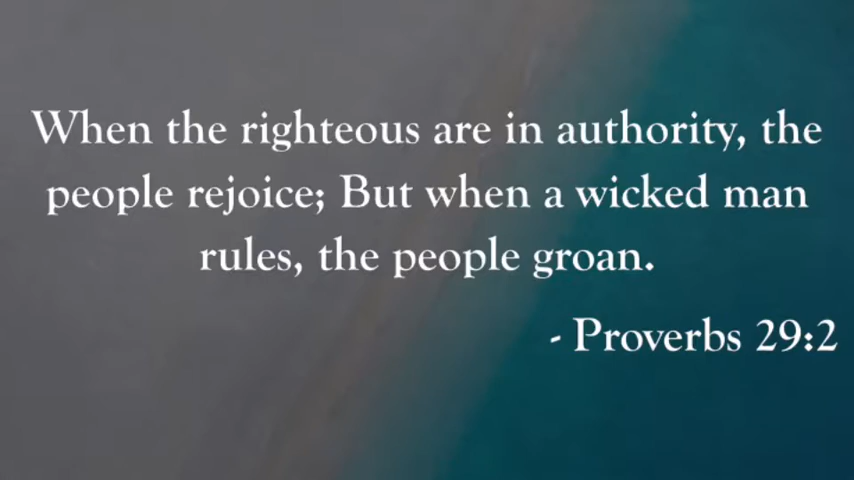 When the righteous are in authority, the
people rejoice; But when a wicked man
rules, the people groan.
- Proverbs 29:2